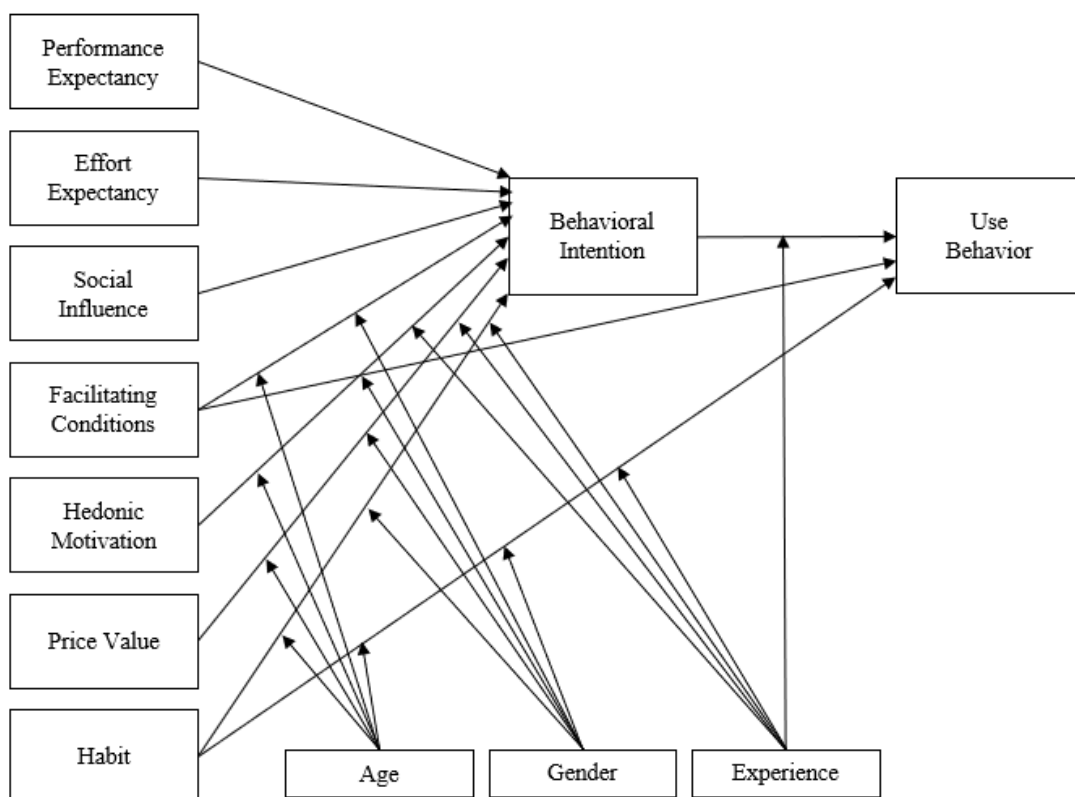 Performance
Expectancy
Effort
Expectancy
Social
Influence
Facilitating
Conditions
Hedonic
Motivation
Price Value
Habit
Behavioral
Intention
Use
Behavior
Age
Gender
Experience